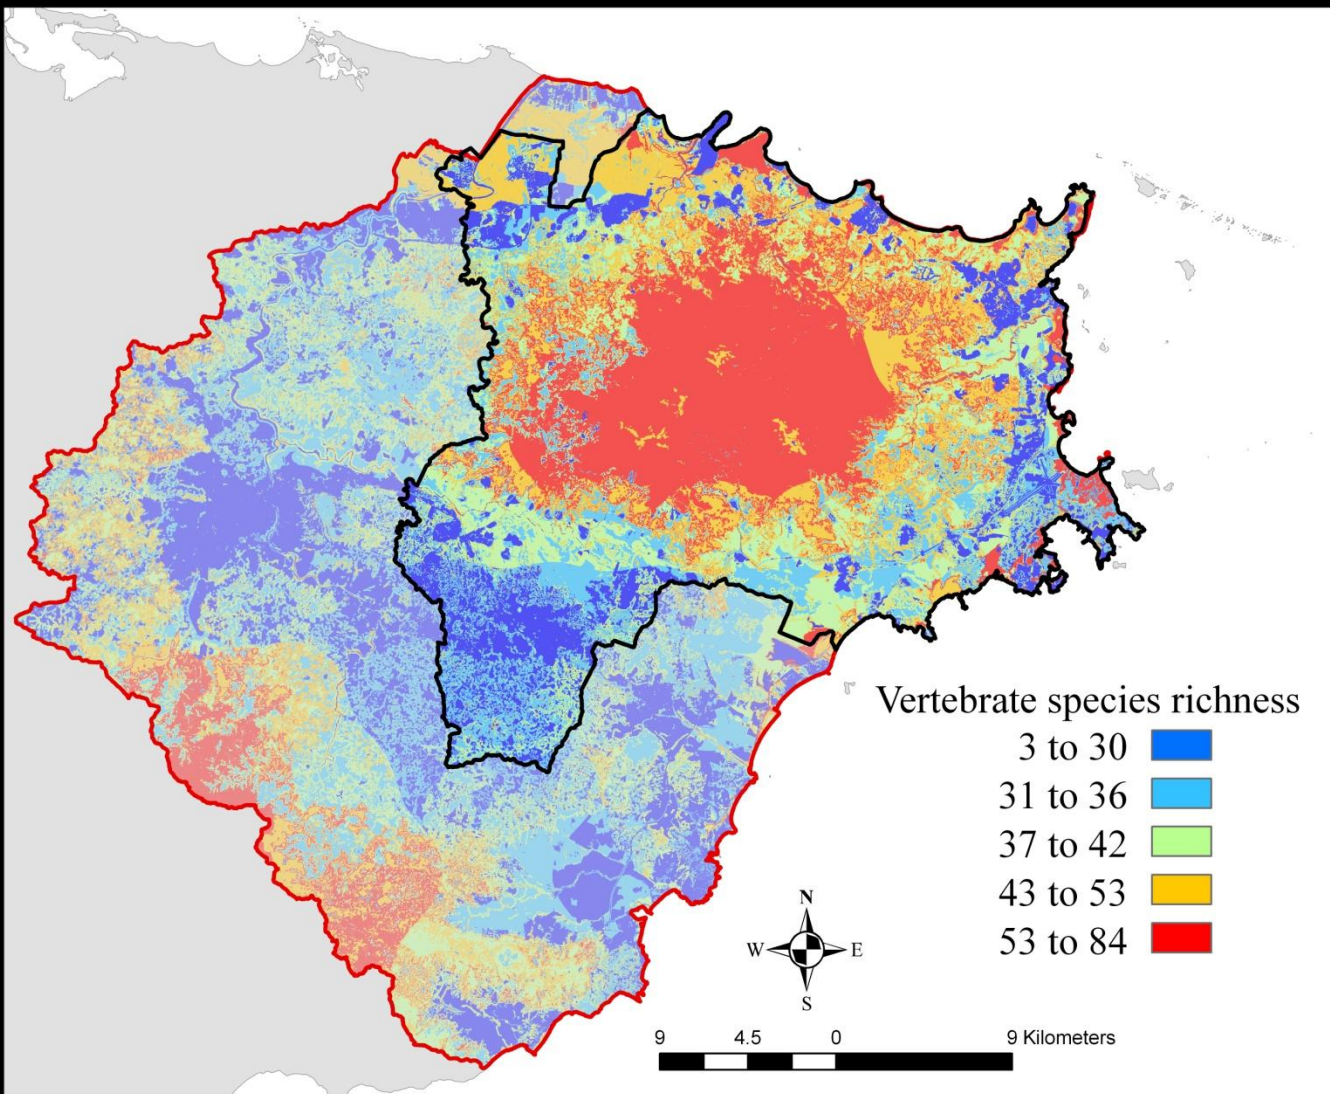 Vertebrate species richness
3 to 30
31 to 36
37 to 42
43 to 53
53 to 84
N
W E
S
9 4.5 0 9 Kilometers